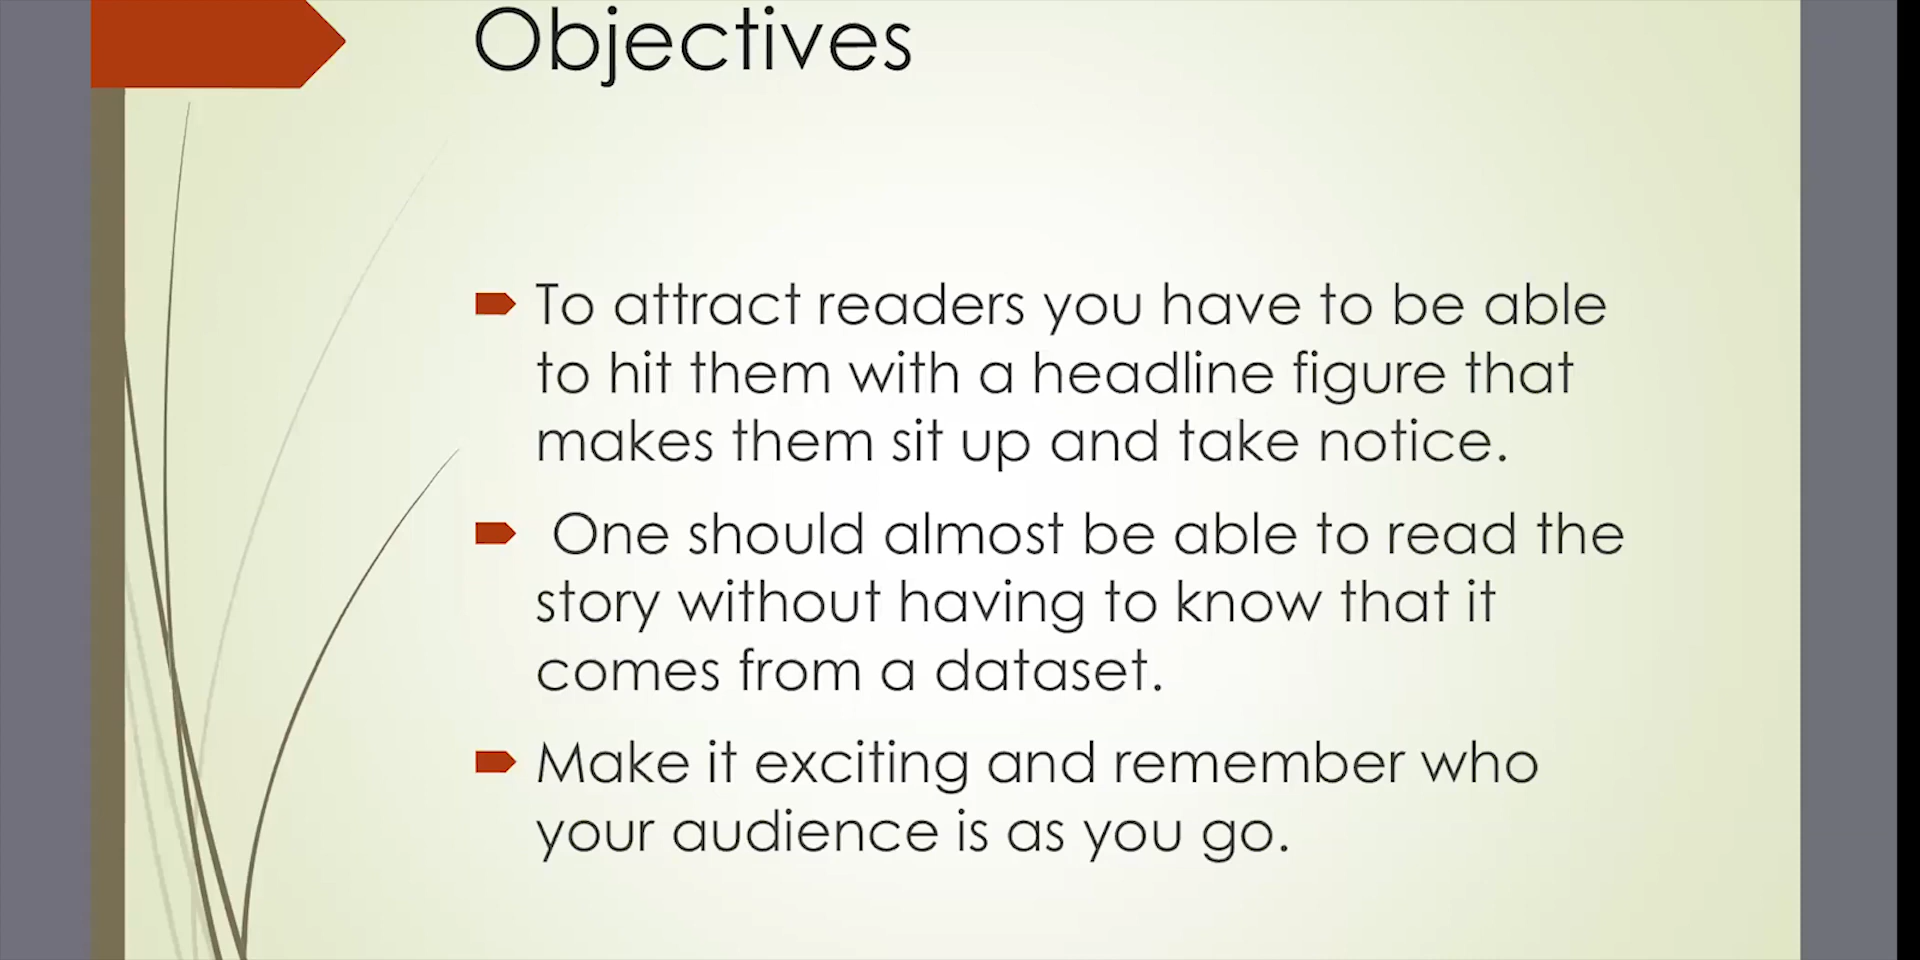 Objectives
To attract readers you have to be able
to hit them with a headline figure that
makes them sit up and take notice.
One should almost be able to read the
story without having to know that it
comes from a dataset.
Make it exciting and remember who
your audience is as you go.